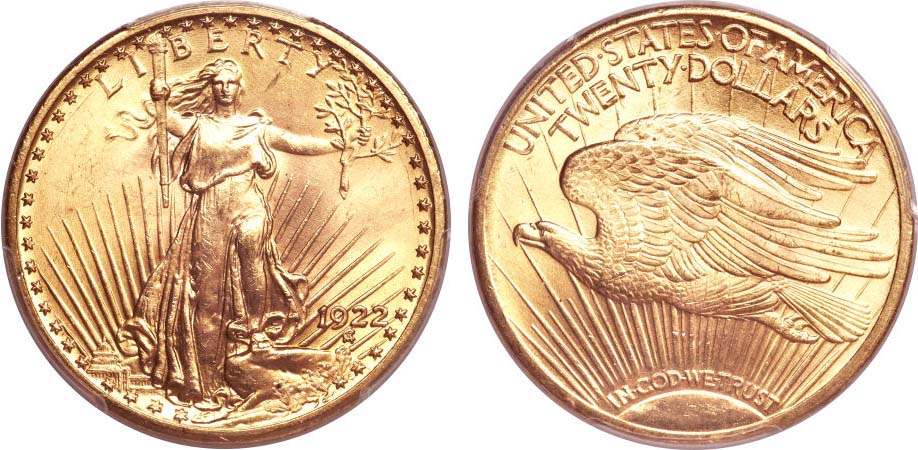 LIBERTY
1922
UNITED·STATES·OF·AMERICA
TWENTY·DOLLARS
IN·GOD·WE·TRUST